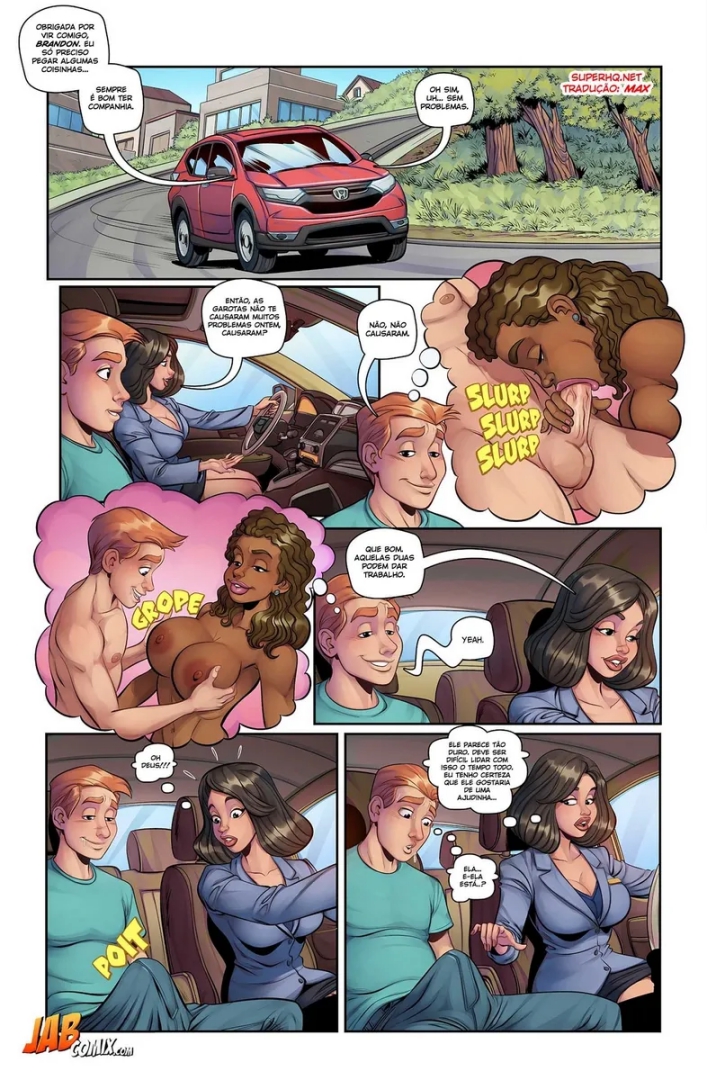 OBRIGADA POR
VIR COMIGO,
BRANDON. EU
SÓ PRECISO
PEGAR ALGUMAS
COISINHAS...
SEMPRE
É BOM TER
COMPANHIA.
OH SIM,
UH... SEM
PROBLEMAS.
SUPERHQ.NET
TRADUÇÃO: MAX
ENTÃO, AS
GAROTAS NÃO TE
CAUSARAM MUITOS
PROBLEMAS ONTEM,
CAUSARAM?
NÃO, NÃO
CAUSARAM.
SLURP
SLURP
SLURP
GROPE
QUE BOM.
AQUELAS DUAS
PODEM DAR
TRABALHO.
YEAH.
OH
DEUS!!!
POIT
ELE PARECE TÃO
DURO. DEVE SER
DIFÍCIL LIDAR COM
ISSO O TEMPO TODO.
EU TENHO CERTEZA
QUE ELE GOSTARIA
DE UMA
AJUDINHA...
ELA...
E-ELA
ESTÁ..?
JAB
COMIX.COM